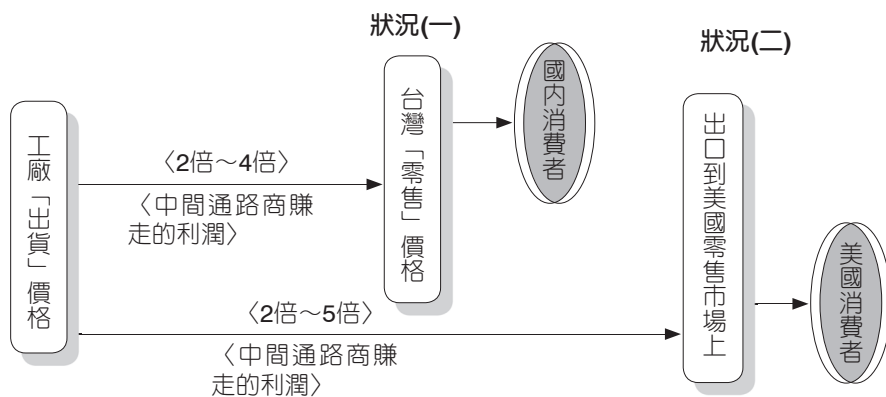 狀況(一)
狀況(二)
工廠「出貨」價格
〈2倍～4倍〉
〈中間通路商賺
走的利潤〉
台灣「零售」價格
國內消費者
〈2倍～5倍〉
〈中間通路商賺
走的利潤〉
出口到美國零售市場上
美國消費者